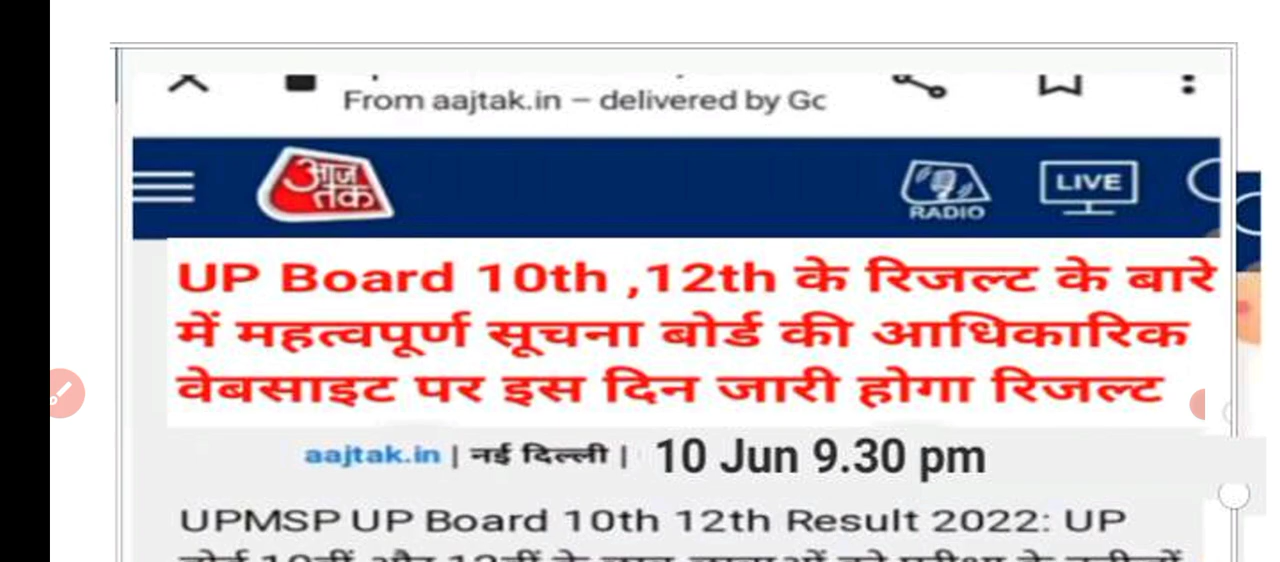 From aajtak.in – delivered by Go
आज
तक
RADIO
LIVE
UP Board 10th ,12th के रिजल्ट के बारे
में महत्वपूर्ण सूचना बोर्ड की आधिकारिक
वेबसाइट पर इस दिन जारी होगा रिजल्ट
aajtak.in | नई दिल्ली | 10 Jun 9.30 pm
UPMSP UP Board 10th 12th Result 2022: UP